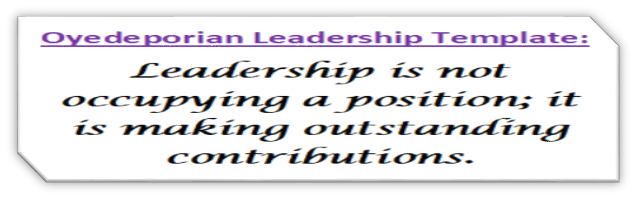 Oyedeporian Leadership Template:
Leadership is not
occupying a position; it
is making outstanding
contributions.